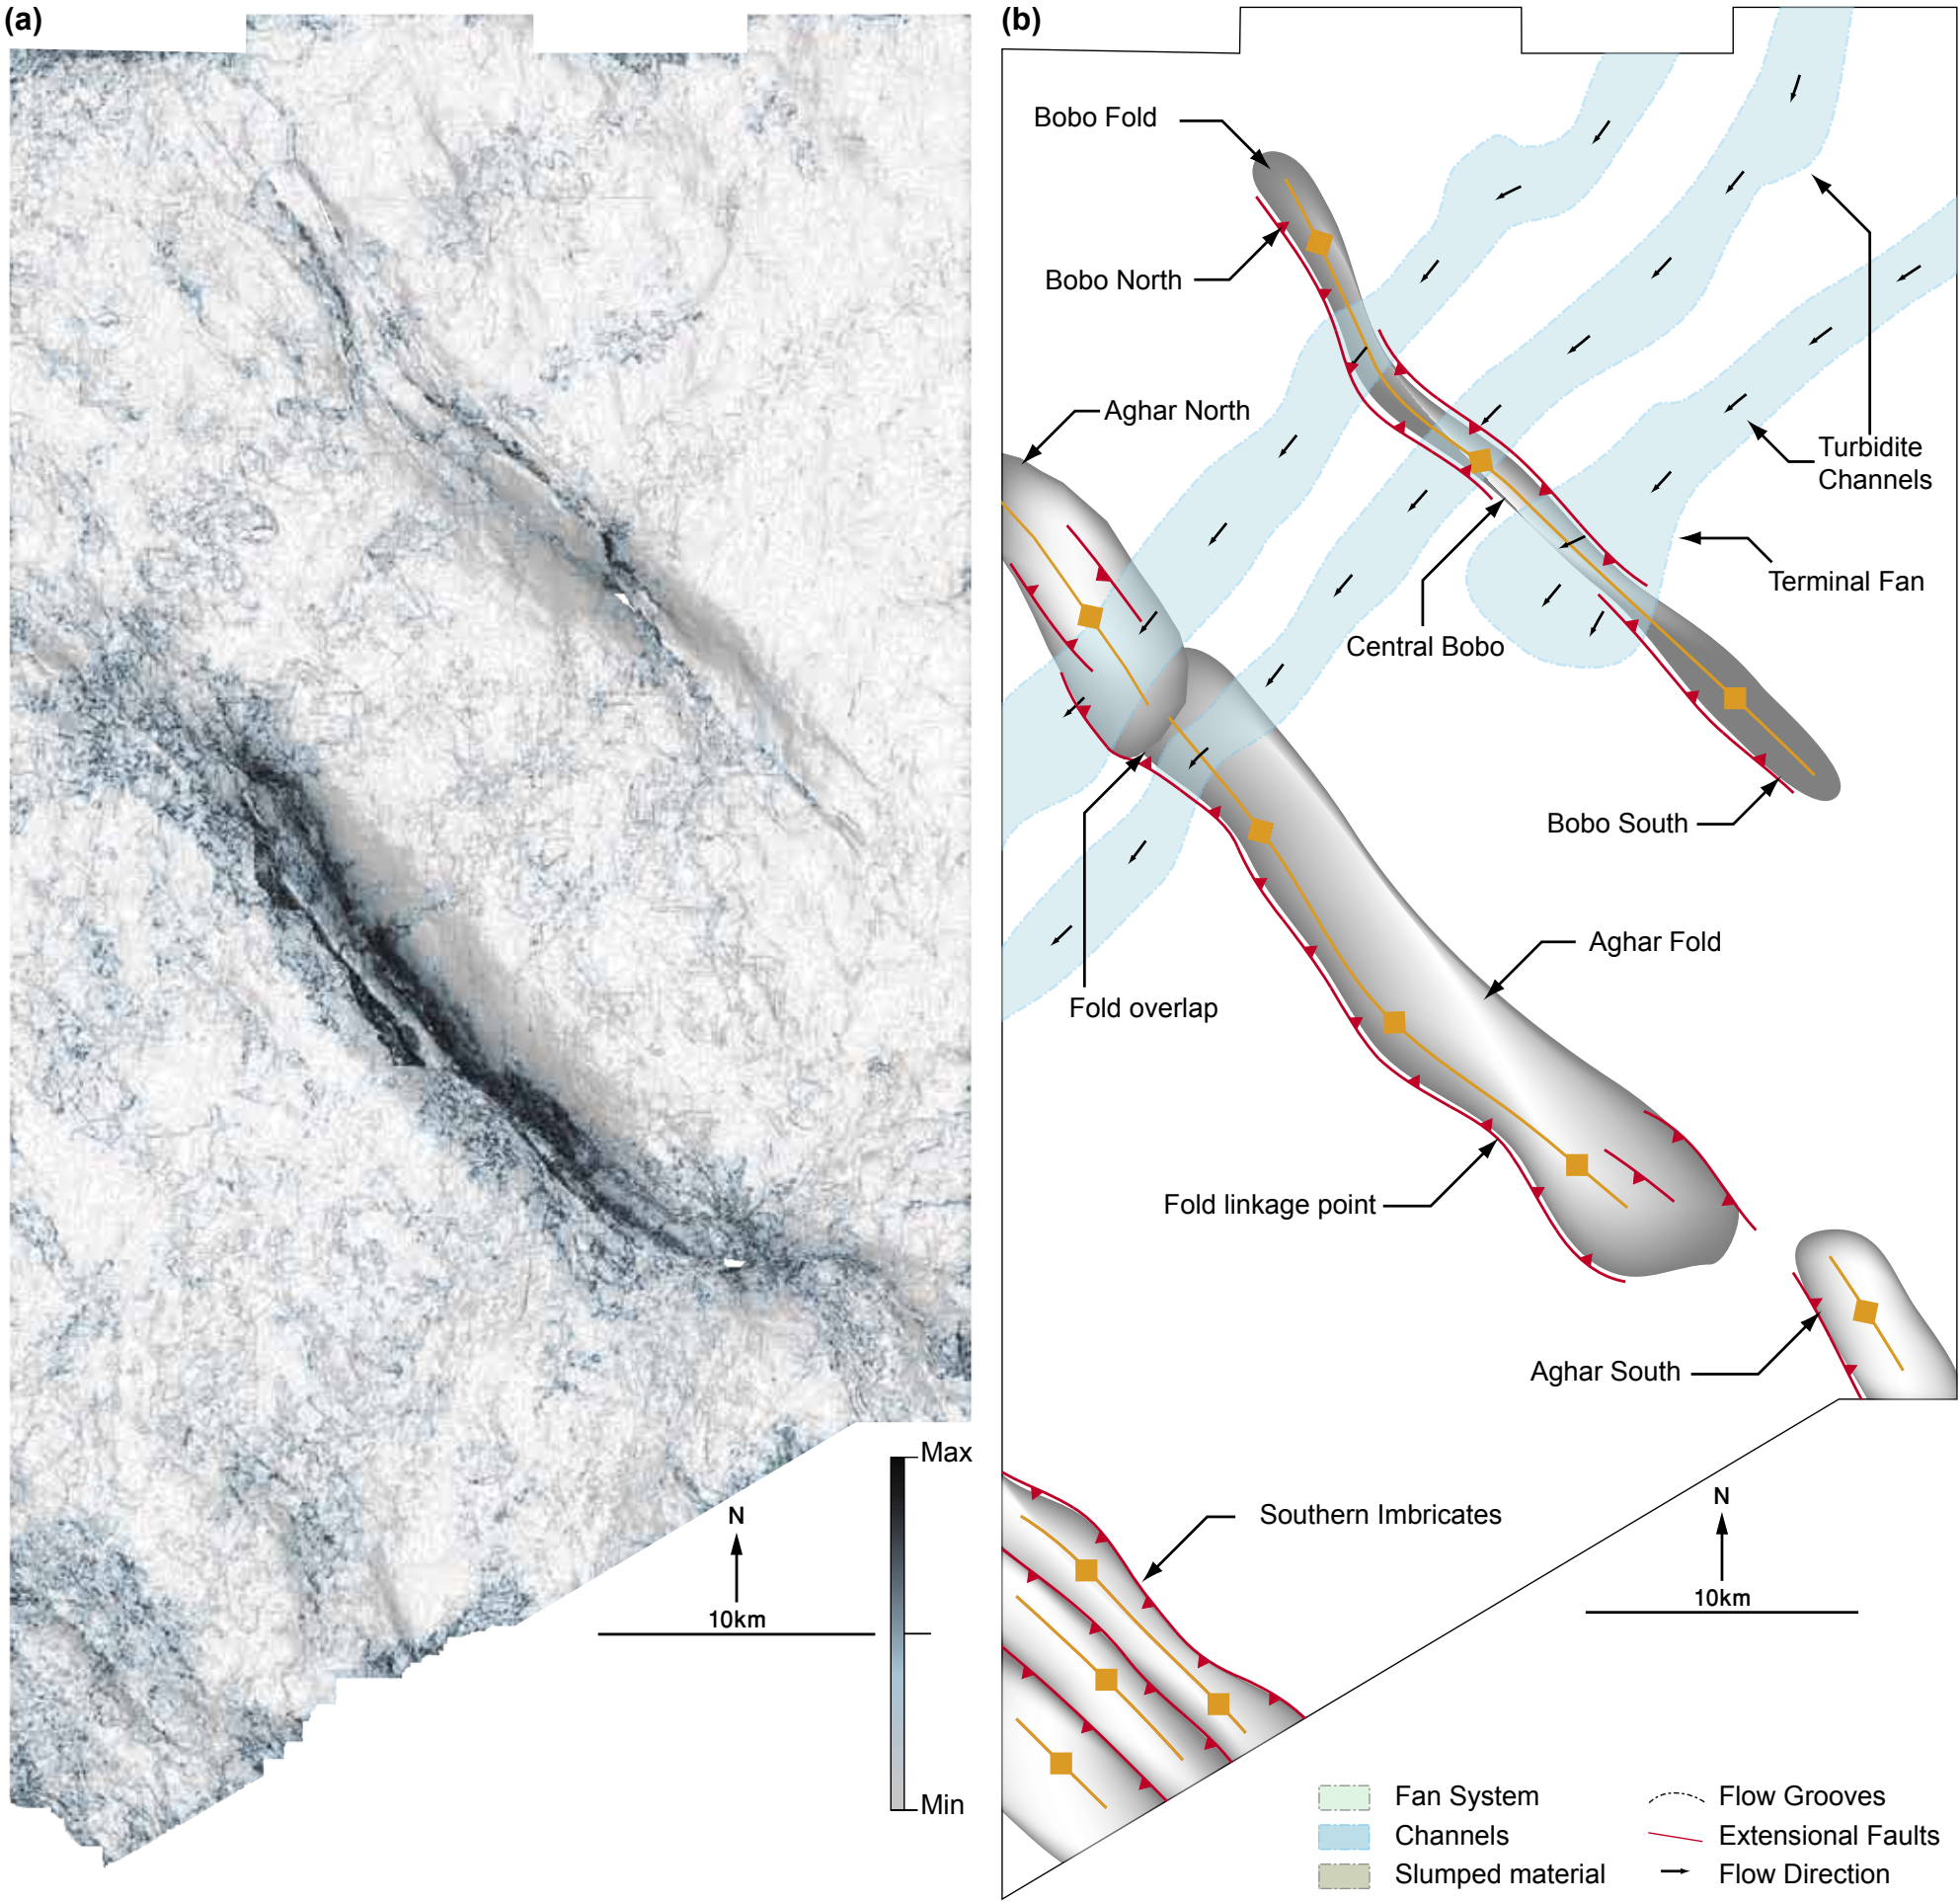 (a)
Max
Min
N
10km
(b)
Bobo Fold
Bobo North
Aghar North
Turbidite
Channels
Terminal Fan
Central Bobo
Bobo South
Aghar Fold
Fold overlap
Fold linkage point
Aghar South
Southern Imbricates
N
10km
Fan System
Channels
Slumped material
Flow Grooves
Extensional Faults
Flow Direction